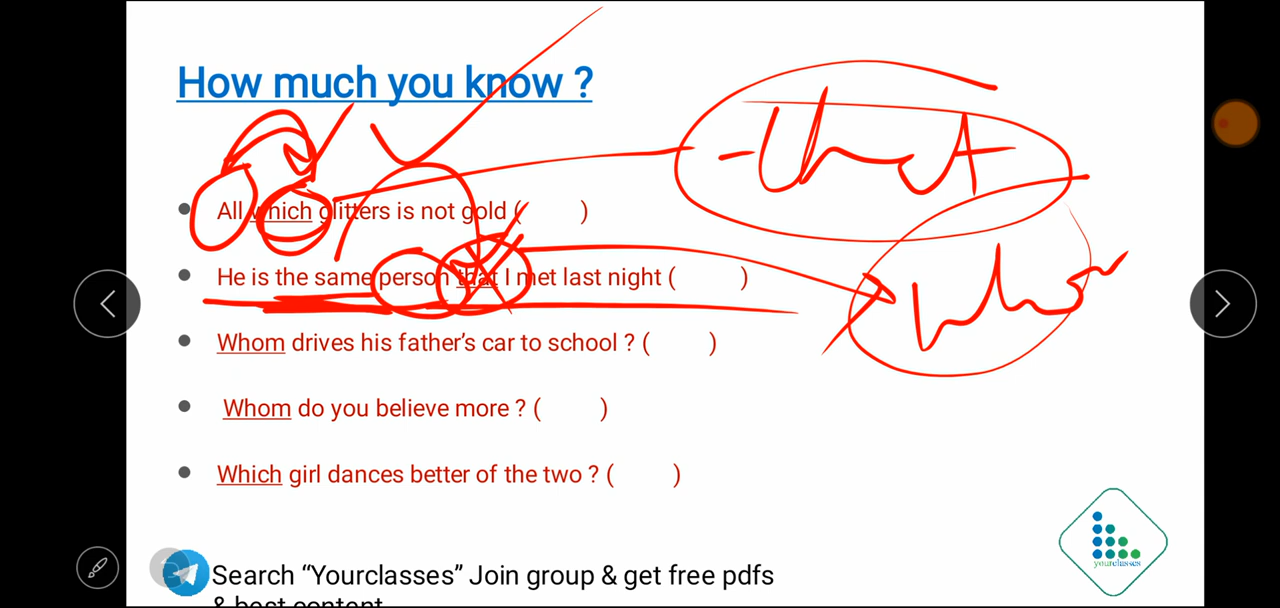 How much you know ?
that
All which glitters is not gold ( )
He is the same person that I met last night ( )
who
Whom drives his father's car to school ? ( )
Whom do you believe more ? ( )
Which girl dances better of the two ? ( )
yourclasses
Search “Yourclasses” Join group & get free pdfs
& best content